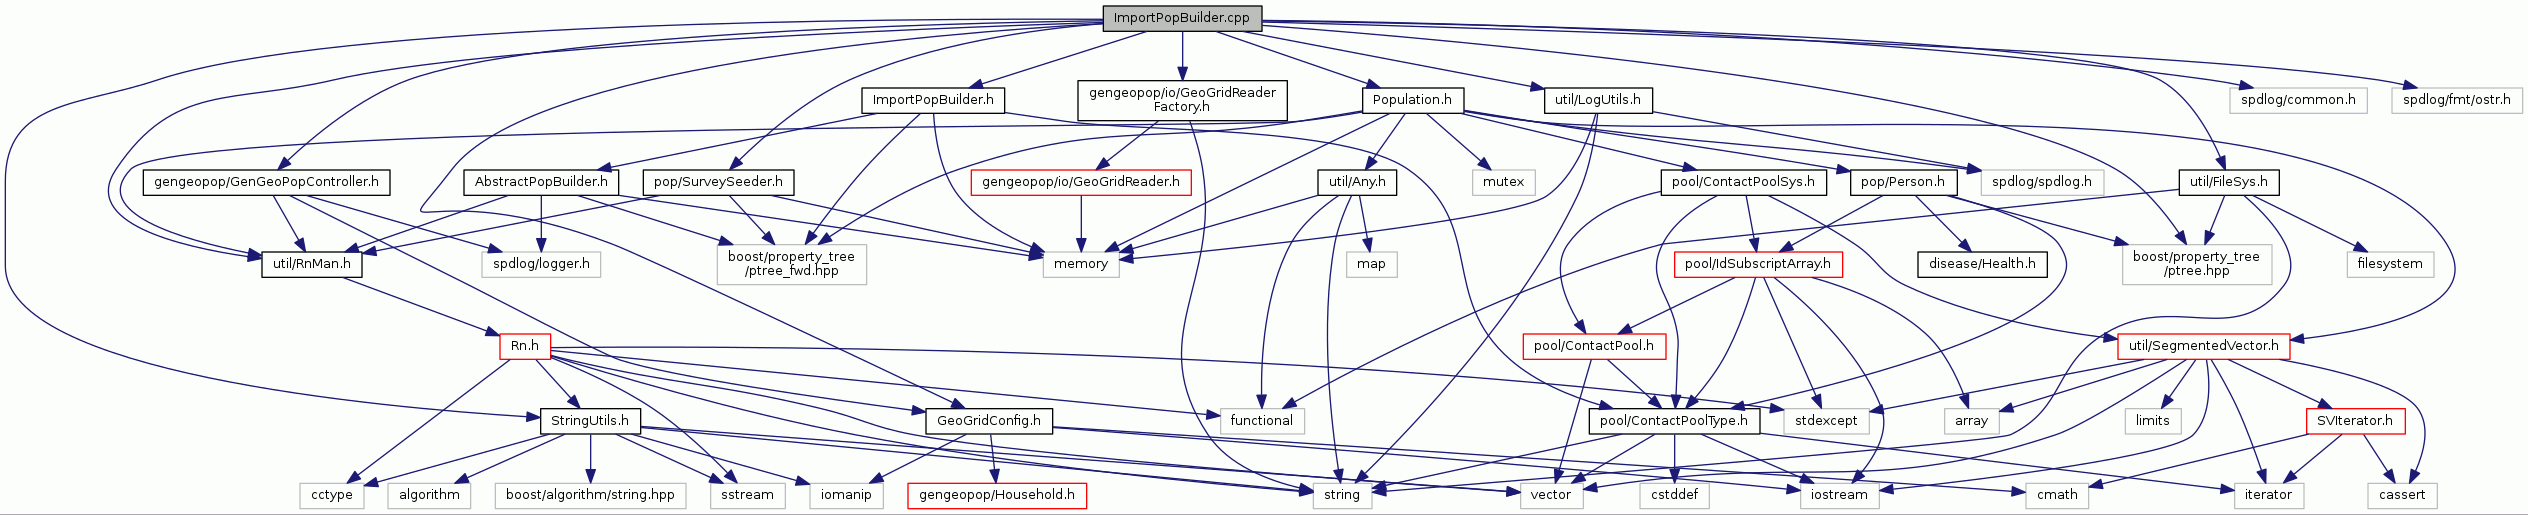 ImportPopBuilder.cpp
ImportPopBuilder.h
gengeopop/io/GeoGridReader
Factory.h
Population.h
util/LogUtils.h
spdlog/common.h
spdlog/fmt/ostr.h
gengeopop/GenGeoPopController.h
AbstractPopBuilder.h
pop/SurveySeeder.h
gengeopop/io/GeoGridReader.h
util/Any.h
mutex
pool/ContactPoolSys.h
pop/Person.h
spdlog/spdlog.h
util/FileSys.h
util/RnMan.h
spdlog/logger.h
boost/property_tree
/ptree_fwd.hpp
memory
map
pool/IdSubscriptArray.h
disease/Health.h
boost/property_tree
/ptree.hpp
filesystem
Rn.h
pool/ContactPool.h
util/SegmentedVector.h
StringUtils.h
GeoGridConfig.h
functional
pool/ContactPoolType.h
stdexcept
array
limits
SVIterator.h
cctype
algorithm
boost/algorithm/string.hpp
sstream
iomanip
gengeopop/Household.h
string
vector
cstddef
iostream
cmath
iterator
cassert